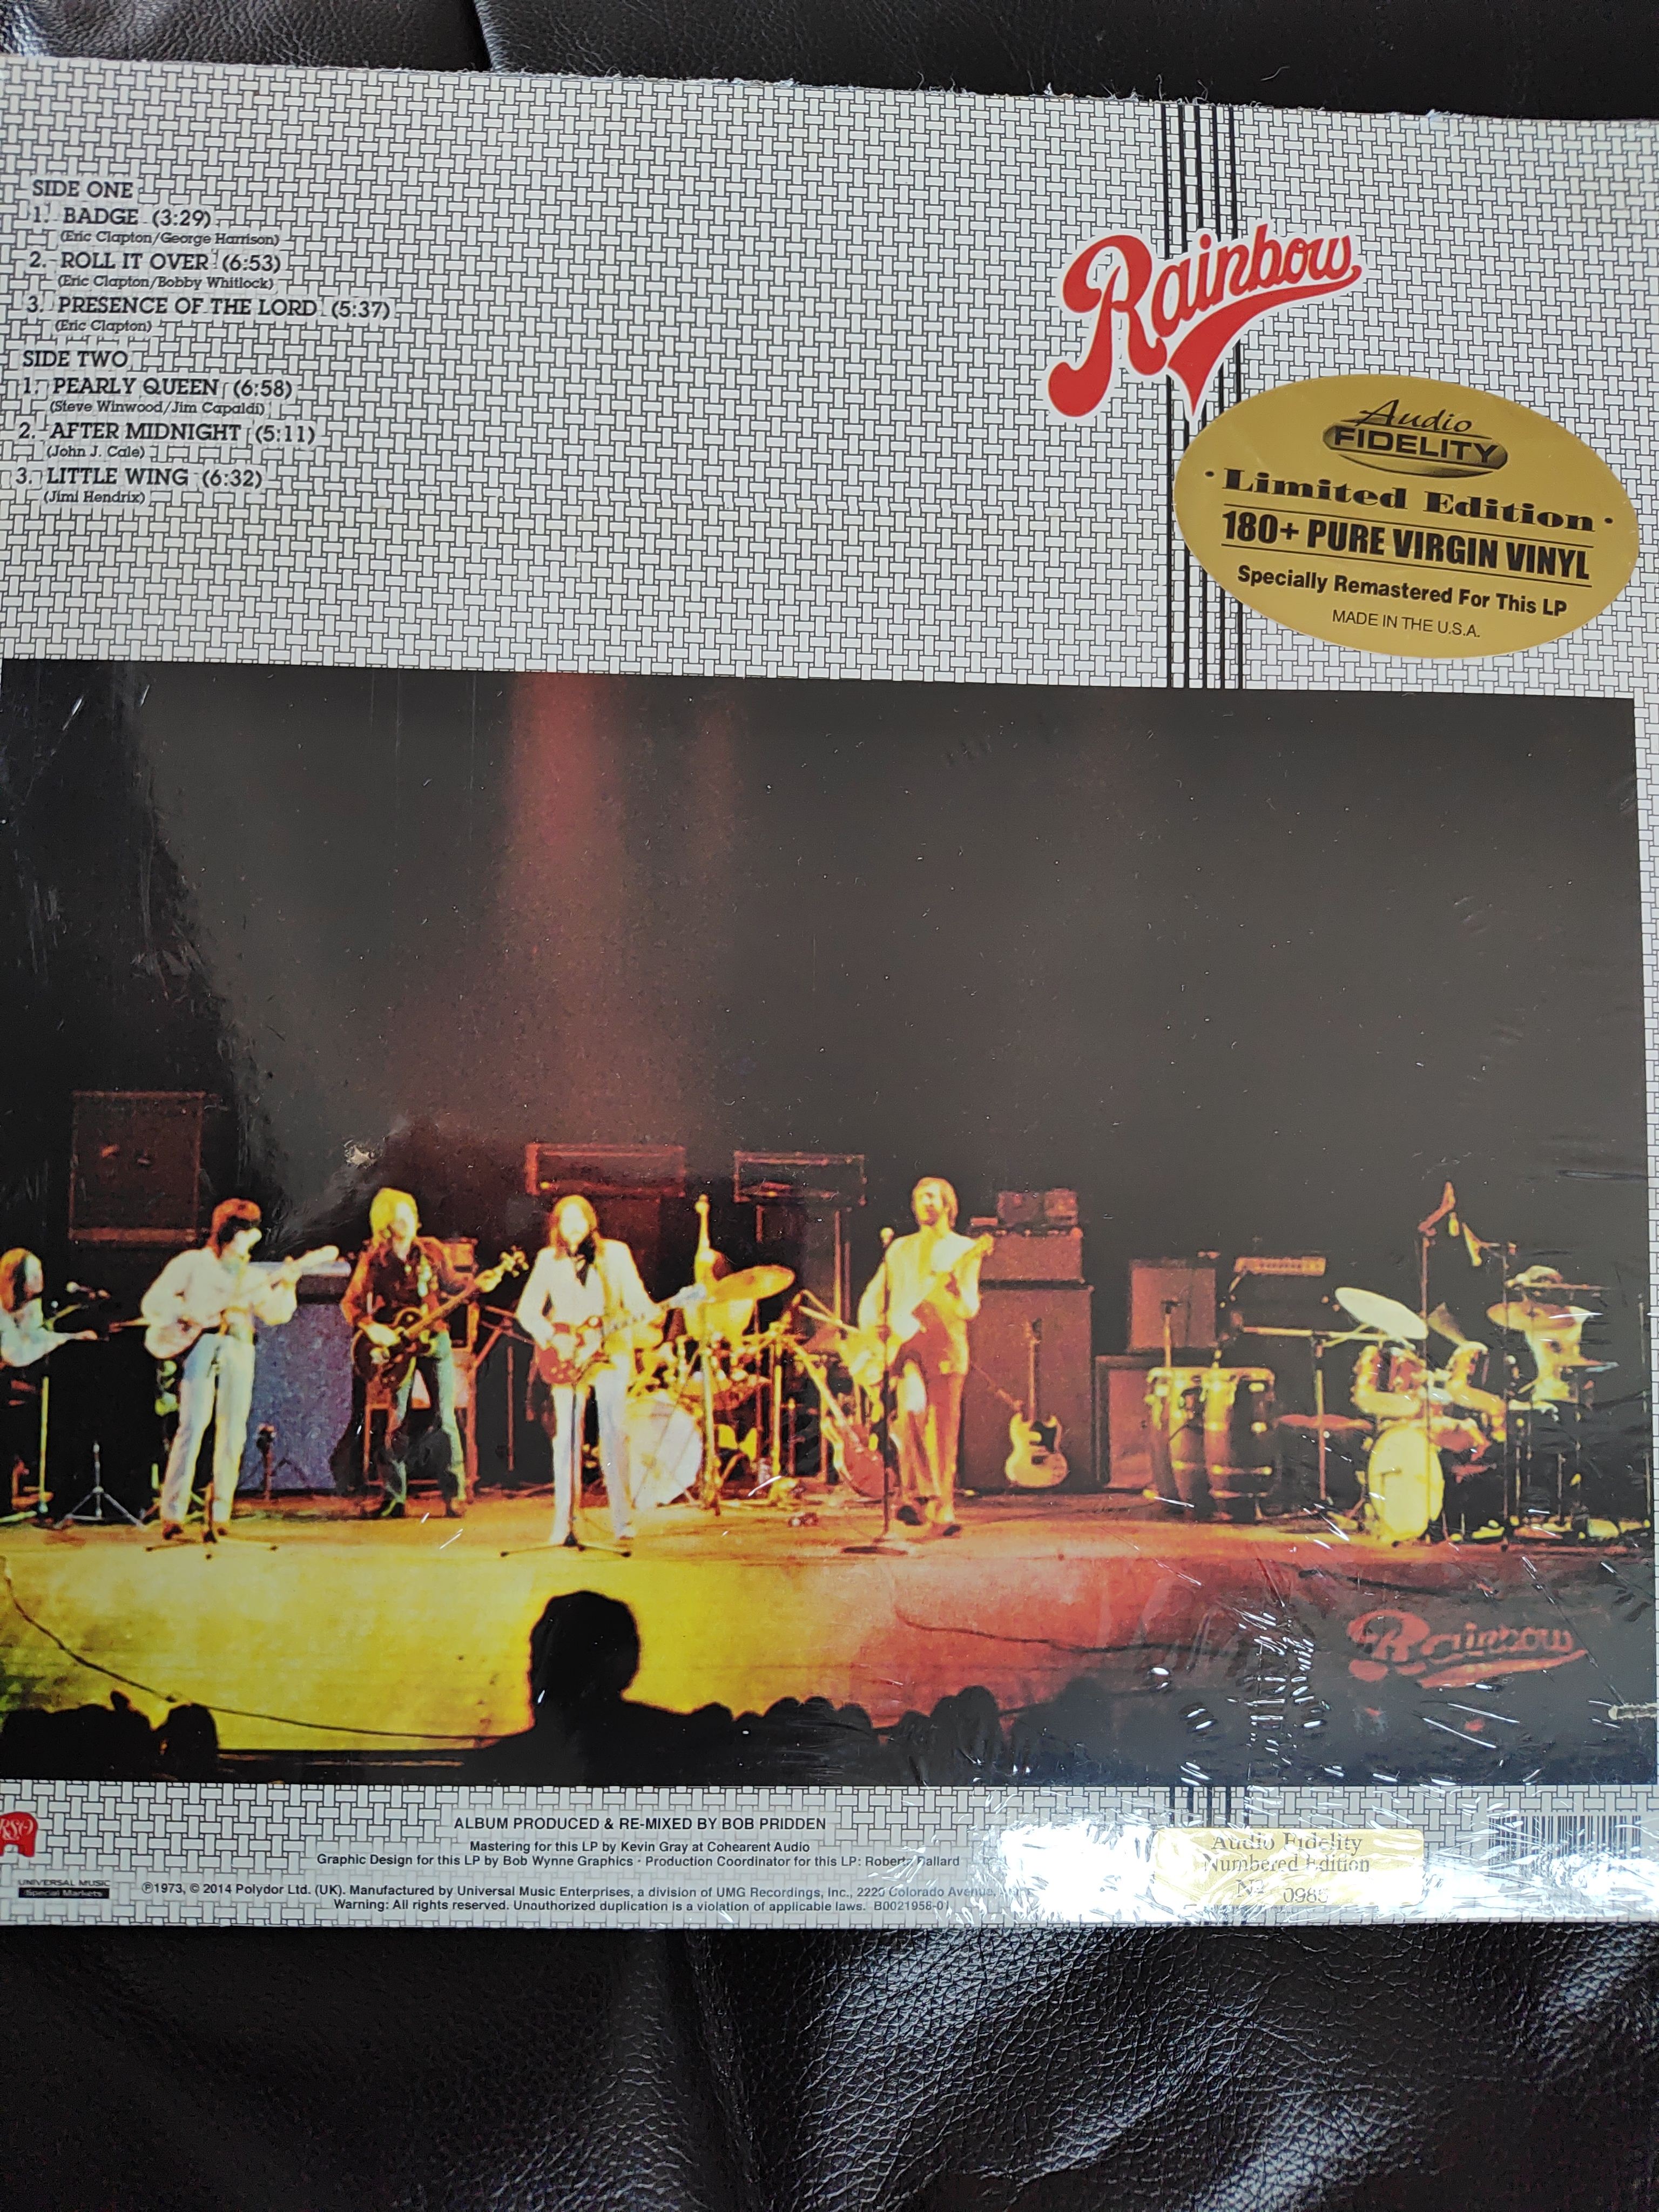 SIDE ONE
1. BADGE (3:29)
(Eric Clapton/George Harrison)
2. ROLL IT OVER (6:53)
(Eric Clapton/Bobby Whitlock)
3. PRESENCE OF THE LORD (5:37)
(Eric Clapton)
SIDE TWO
1. PEARLY QUEEN (6:58)
(Steve Winwood/Jim Capaldi)
2. AFTER MIDNIGHT (5:11)
(John J. Cale)
3. LITTLE WING (6:32)
(Jimi Hendrix)
Rainbow
Audio
FIDELITY
• Limited Edition •
180+ PURE VIRGIN VINYL
Specially Remastered For This LP
MADE IN THE U.S.A.
Rainbow
RSO
UNIVERSAL MUSIC
Special Markets
ALBUM PRODUCED & RE-MIXED BY BOB PRIDDEN
Mastering for this LP by Kevin Gray at Cohearent Audio
Graphic Design for this LP by Bob Wynne Graphics • Production Coordinator for this LP: Roberta Ballard
℗1973, © 2014 Polydor Ltd. (UK). Manufactured by Universal Music Enterprises, a division of UMG Recordings, Inc., 2220 Colorado Avenue,
Warning: All rights reserved. Unauthorized duplication is a violation of applicable laws. B0021958-01
Audio Fidelity
Numbered Edition
Nº 0985